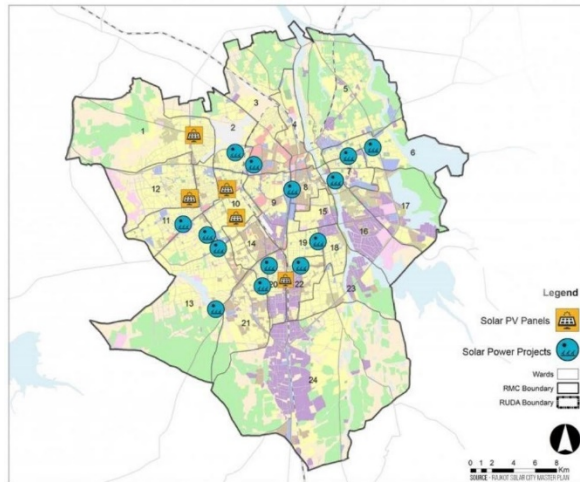 1
2
3
4
5
6
7
8
9
10
11
12
13
14
15
16
17
18
19
20
21
22
23
24
Legend
Solar PV Panels
Solar Power Projects
Wards
RMC Boundary
RUDA Boundary
0 1 2 4 6 8
Km
SOURCE - RAJKOT SOLAR CITY MASTER PLAN